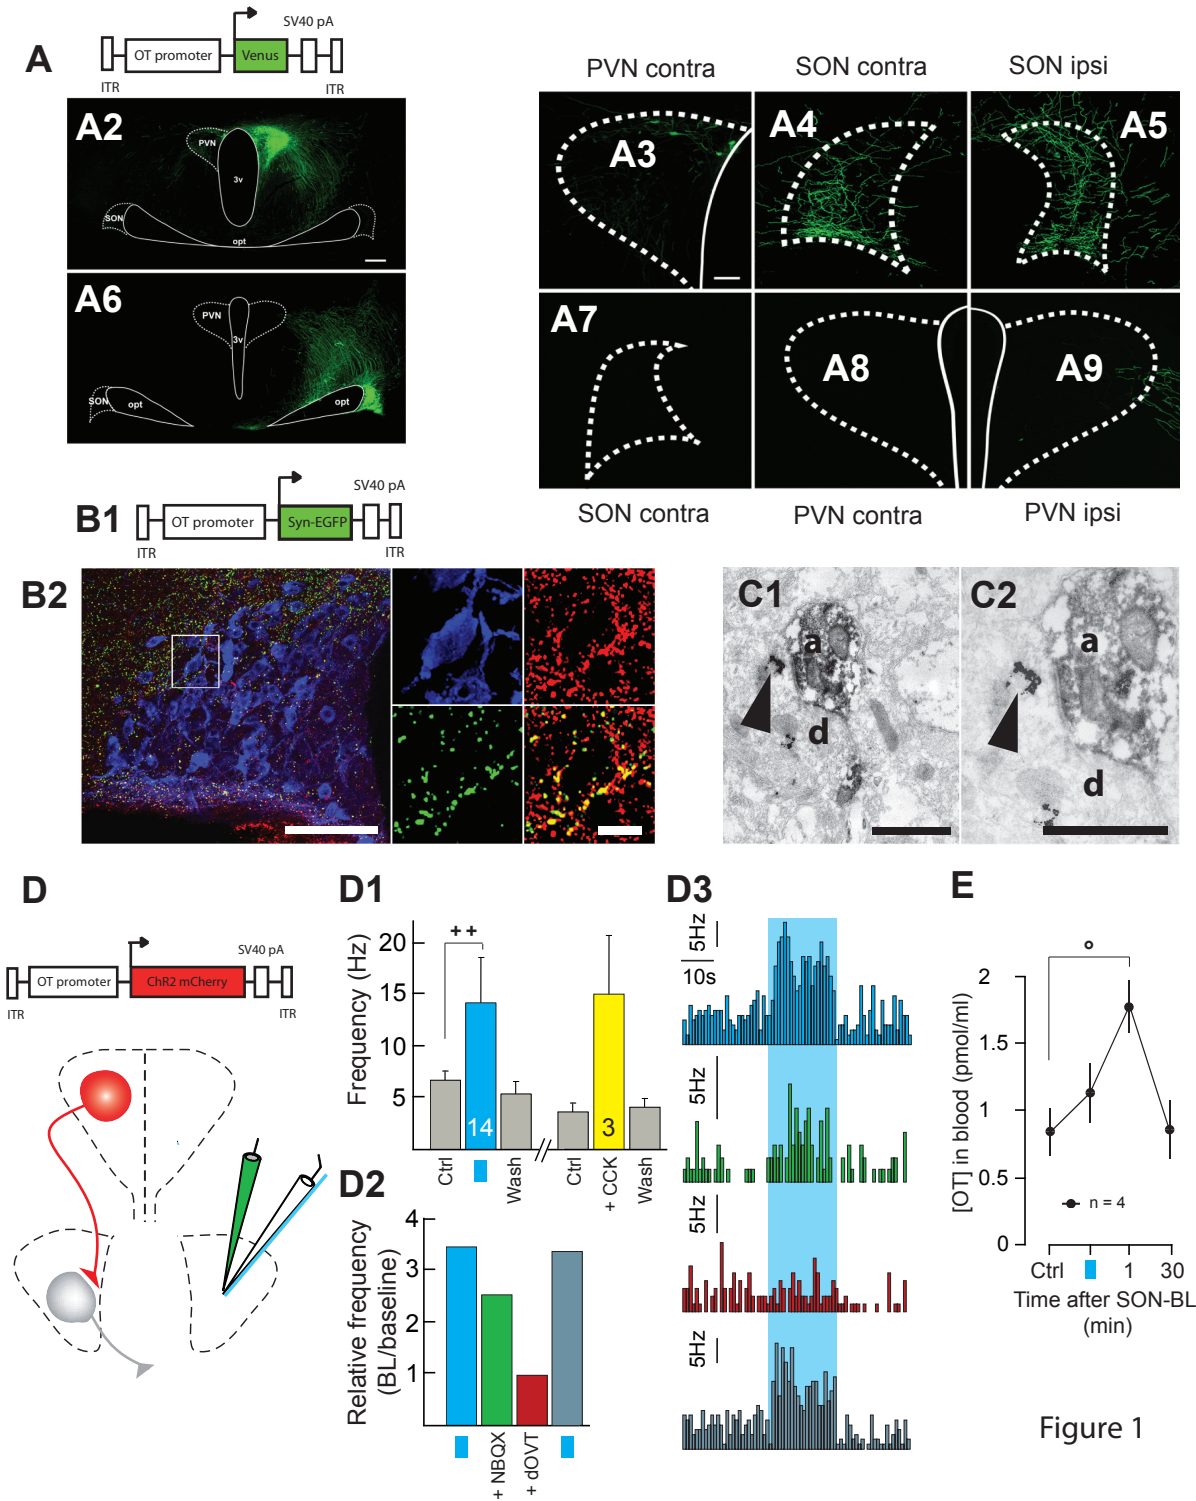 SV40 pA
A
OT promoter
Venus
ITR
ITR
A2
PVN
3v
SON
opt
A6
PVN
3v
SON
opt
opt
PVN contra
SON contra
SON ipsi
A3
A4
A5
A7
A8
A9
SON contra
PVN contra
PVN ipsi
B1
SV40 pA
OT promoter
Syn-EGFP
ITR
ITR
B2
C1
a
d
C2
a
d
D
SV40 pA
OT promoter
ChR2 mCherry
ITR
ITR
D1
++
Frequency (Hz)
20
15
10
5
14
3
Ctrl
Wash
Ctrl
+ CCK
Wash
D2
Relative frequency
(BL/baseline)
4
3
2
1
+ NBQX
+ dOVT
D3
5Hz
10s
5Hz
5Hz
5Hz
E
[OT] in blood (pmol/ml)
2
1.5
1
0.5
0
n = 4
Ctrl 1 30
Time after SON-BL
(min)
Figure 1